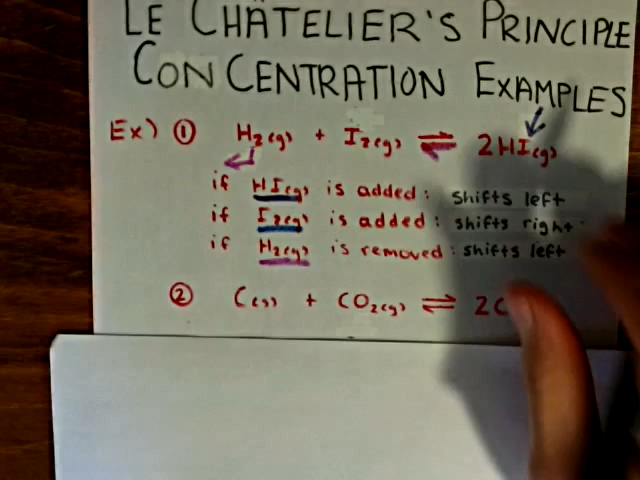 LE CHÂTELIER'S PRINCIPLE
CONCENTRATION EXAMPLES
Ex) ① H₂(g) + I₂(g) ⇌ 2HI(g)
if HI(g) is added: shifts left
if I₂(g) is added: shifts right
if H₂(g) is removed: shifts left
② C(s) + CO₂(g) ⇌ 2C